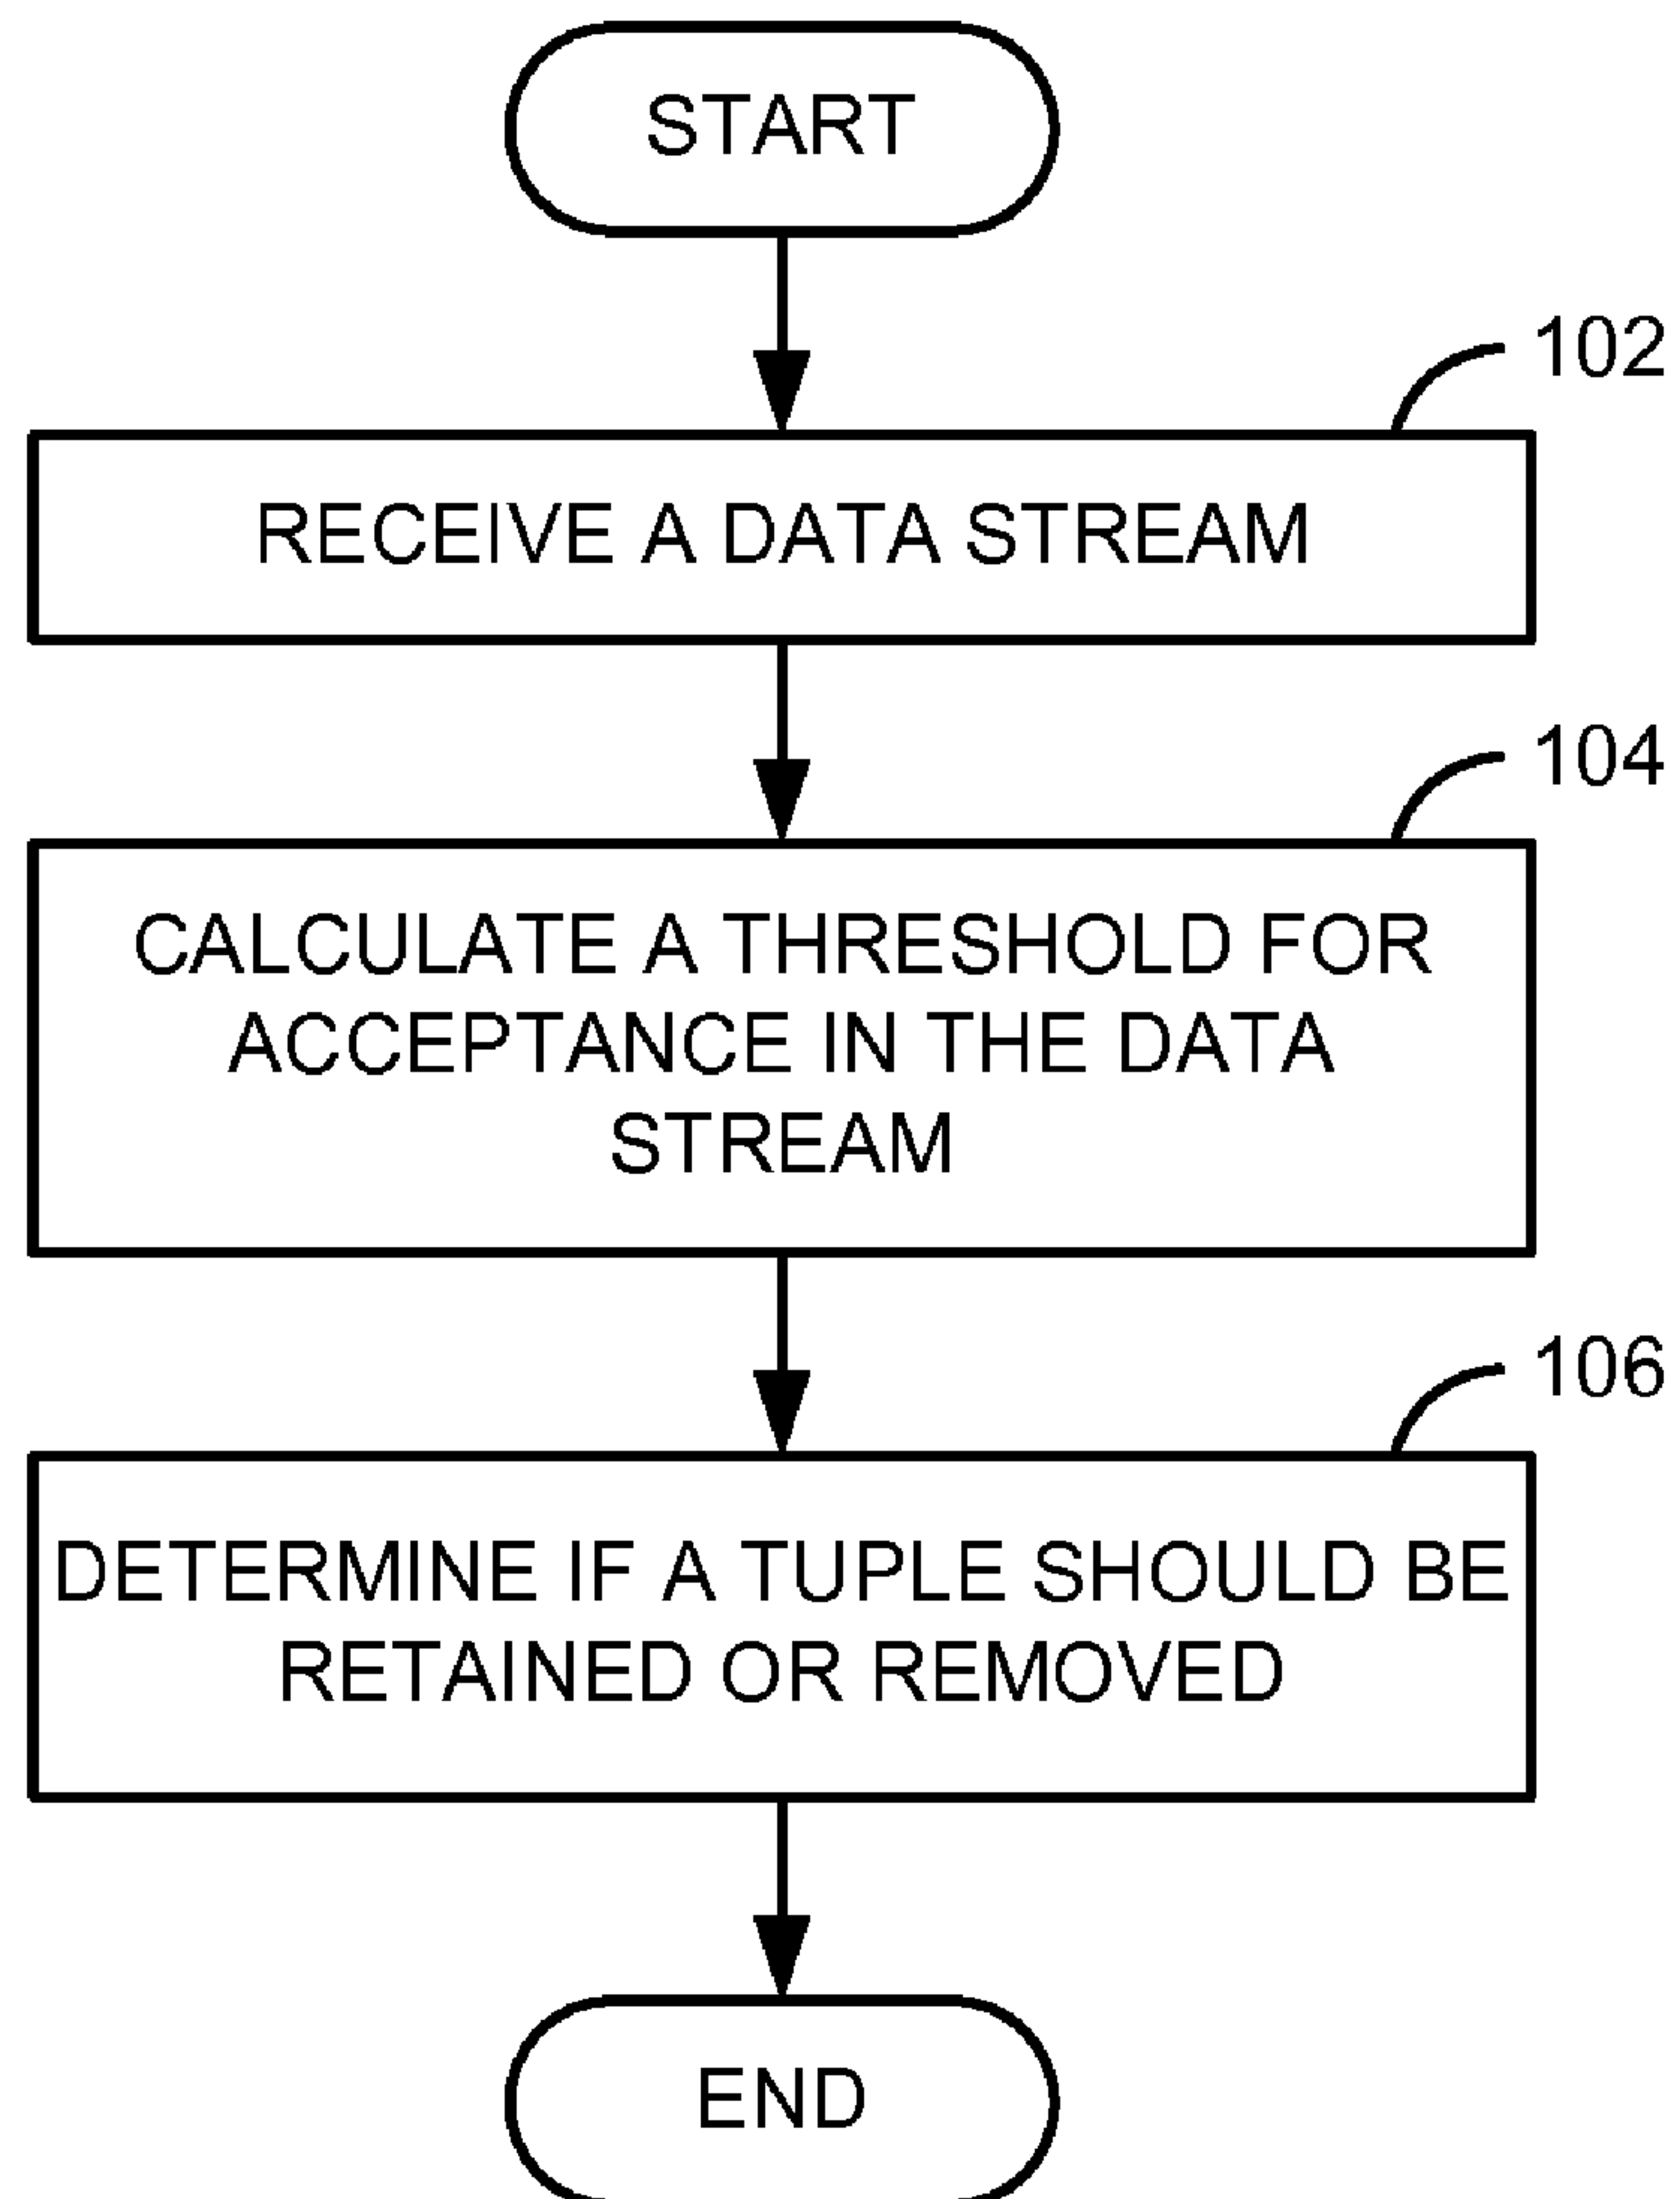 START
102
RECEIVE A DATA STREAM
104
CALCULATE A THRESHOLD FOR
ACCEPTANCE IN THE DATA
STREAM
106
DETERMINE IF A TUPLE SHOULD BE
RETAINED OR REMOVED
END